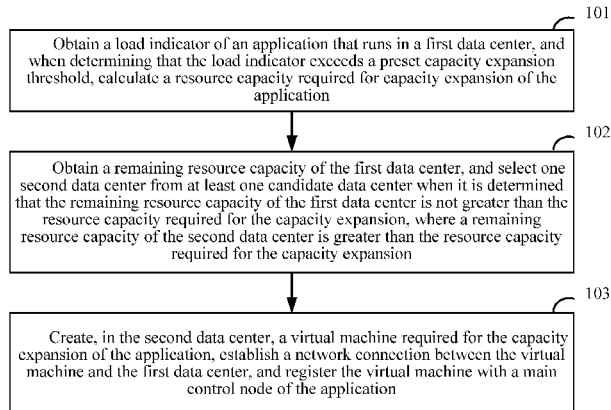 101
Obtain a load indicator of an application that runs in a first data center, and
when determining that the load indicator exceeds a preset capacity expansion
threshold, calculate a resource capacity required for capacity expansion of the
application
102
Obtain a remaining resource capacity of the first data center, and select one
second data center from at least one candidate data center when it is determined
that the remaining resource capacity of the first data center is not greater than the
resource capacity required for the capacity expansion, where a remaining
resource capacity of the second data center is greater than the resource capacity
required for the capacity expansion
103
Create, in the second data center, a virtual machine required for the capacity
expansion of the application, establish a network connection between the virtual
machine and the first data center, and register the virtual machine with a main
control node of the application